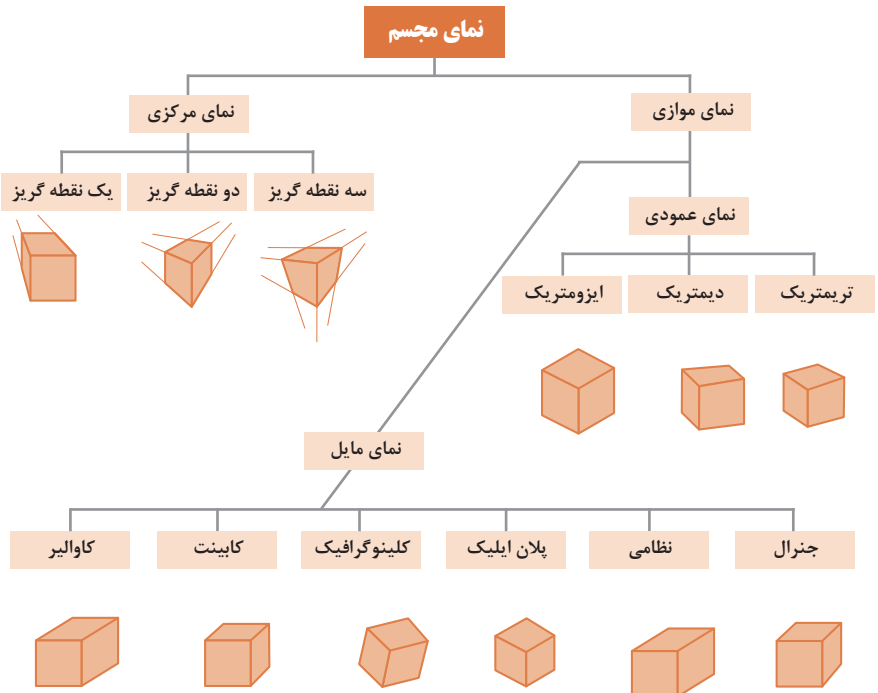 نمای مجسم
نمای موازی
نمای مرکزی
سه نقطه گریز
دو نقطه گریز
یک نقطه گریز
نمای عمودی
تریمتریک
دیمتریک
ایزومتریک
نمای مایل
جنرال
نظامی
پلان ابلیک
کلینوگرافیک
کابینت
کاوالیر